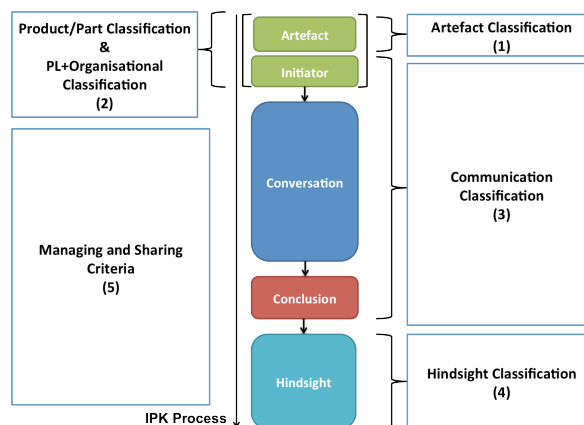 Product/Part Classification
&
PL+Organisational
Classification
(2)
Artefact
Initiator
Artefact Classification
(1)
Conversation
Communication
Classification
(3)
Managing and Sharing
Criteria
(5)
Conclusion
Hindsight
Hindsight Classification
(4)
IPK Process